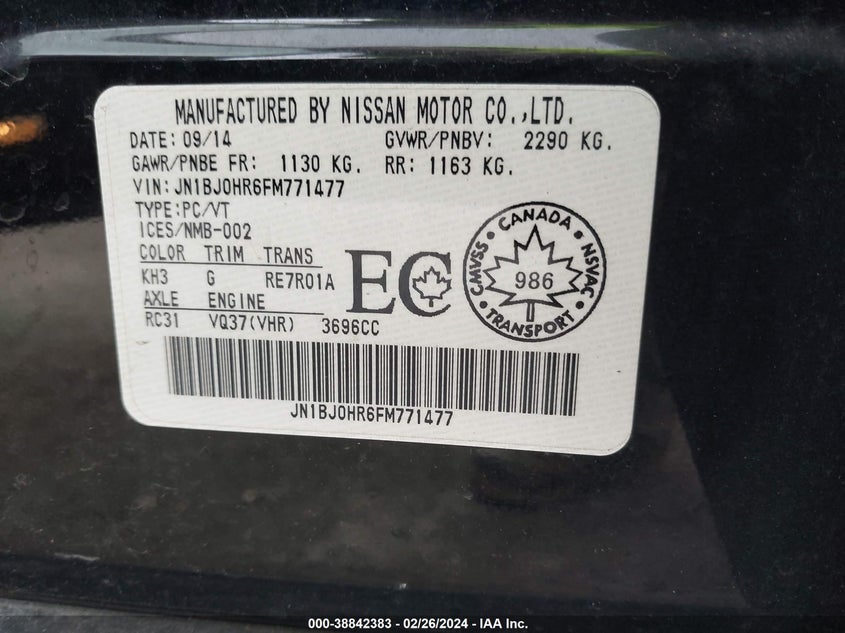 MANUFACTURED BY NISSAN MOTOR CO.,LTD.
DATE: 09/14 GVWR/PNBV: 2290 KG.
GAWR/PNBE FR: 1130 KG. RR: 1163 KG.
VIN: JN1BJ0HR6FM771477
TYPE:PC/VT
ICES/NMB-002
COLOR TRIM TRANS
KH3 G RE7R01A
AXLE ENGINE
RC31 VQ37(VHR) 3696CC
EC
CANADA
CMVSS
NSVAC
986
TRANSPORT
JN1BJ0HR6FM771477
000-38842383 - 02/26/2024 - IAA Inc.